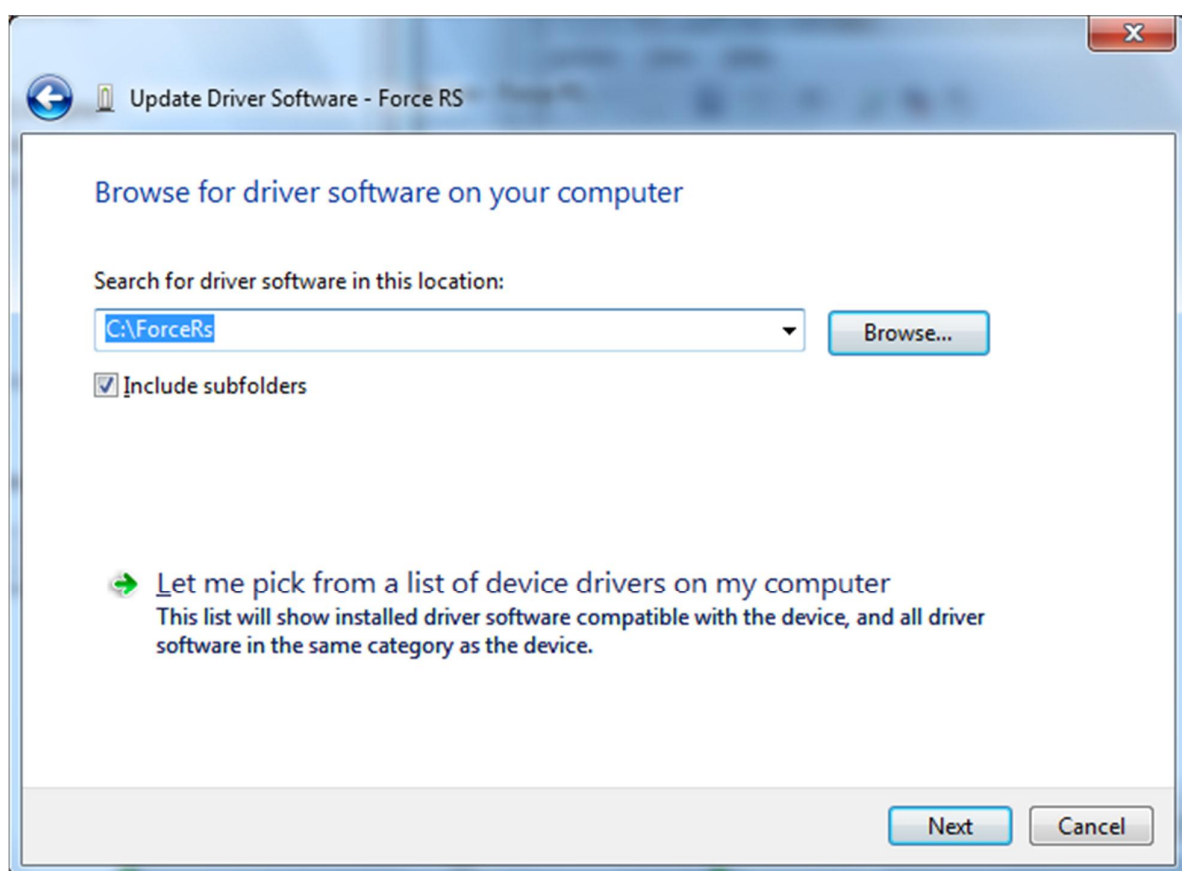 Update Driver Software - Force RS
Browse for driver software on your computer
Search for driver software in this location:
C:\ForceRs
Browse...
Include subfolders
Let me pick from a list of device drivers on my computer
This list will show installed driver software compatible with the device, and all driver
software in the same category as the device.
Next
Cancel